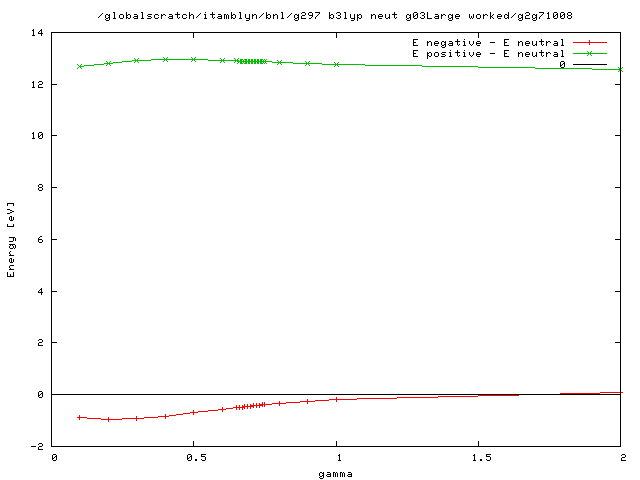 /globalscratch/itamblyn/bnl/g297 b3lyp neut g03Large worked/g2g71008
14
E negative - E neutral
E positive - E neutral
0
12
10
8
6
4
2
0
-2
Energy [eV]
0 0.5 1 1.5 2
gamma